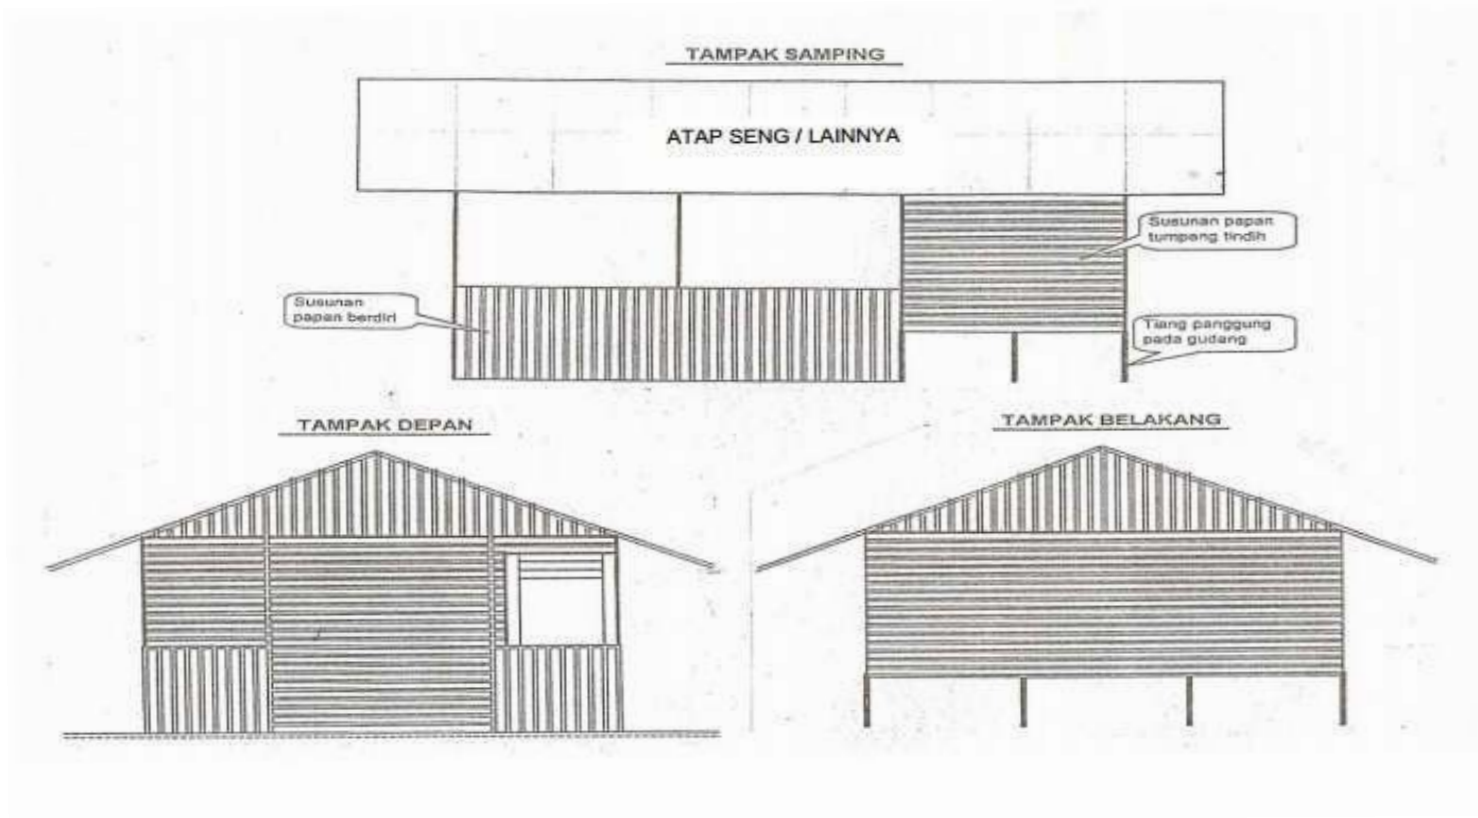 TAMPAK SAMPING
ATAP SENG / LAINNYA
Susunan papan
tumpang tindih
Susunan
papan berdiri
Tiang panggung
pada gudang
TAMPAK DEPAN
TAMPAK BELAKANG